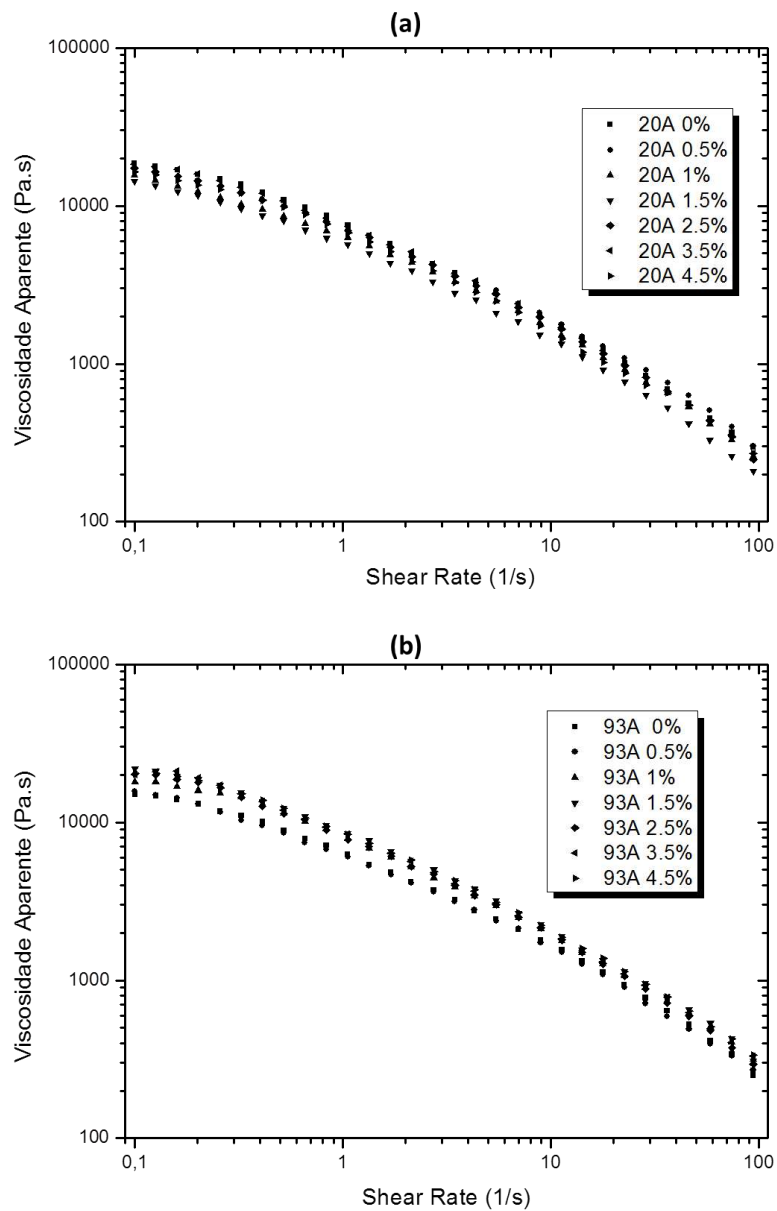 (a)
Viscosidade Aparente (Pa.s)
100000
10000
1000
100
20A 0%
20A 0.5%
20A 1%
20A 1.5%
20A 2.5%
20A 3.5%
20A 4.5%
0,1
1
10
100
Shear Rate (1/s)
(b)
Viscosidade Aparente (Pa.s)
100000
10000
1000
100
93A 0%
93A 0.5%
93A 1%
93A 1.5%
93A 2.5%
93A 3.5%
93A 4.5%
0,1
1
10
100
Shear Rate (1/s)